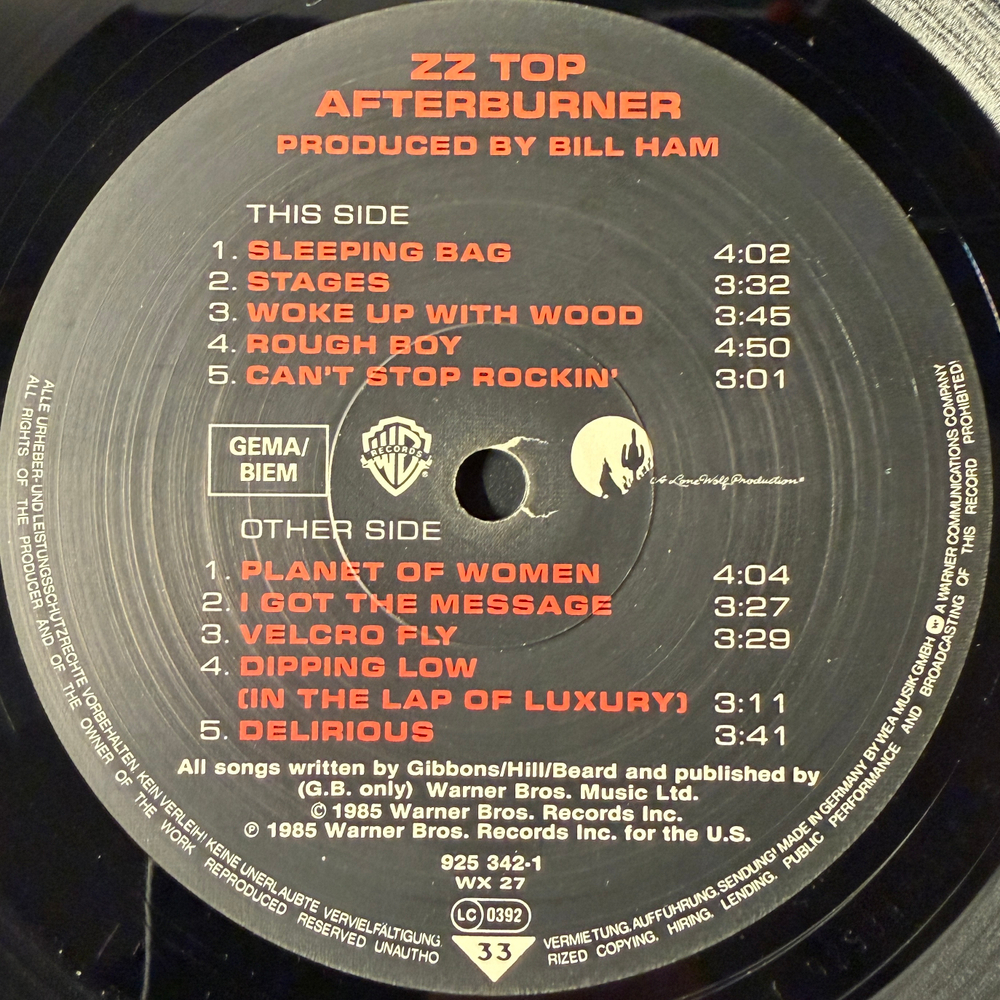 ZZ TOP
AFTERBURNER
PRODUCED BY BILL HAM
THIS SIDE
1. SLEEPING BAG 4:02
2. STAGES 3:32
3. WOKE UP WITH WOOD 3:45
4. ROUGH BOY 4:50
5. CAN'T STOP ROCKIN' 3:01
GEMA/
BIEM
WB
RECORDS
®
A Lone Wolf Production
OTHER SIDE
1. PLANET OF WOMEN 4:04
2. I GOT THE MESSAGE 3:27
3. VELCRO FLY 3:29
4. DIPPING LOW
(IN THE LAP OF LUXURY) 3:11
5. DELIRIOUS 3:41
All songs written by Gibbons/Hill/Beard and published by
(G.B. only) Warner Bros. Music Ltd.
© 1985 Warner Bros. Records Inc.
℗ 1985 Warner Bros. Records Inc. for the U.S.
925 342-1
WX 27
LC 0392
33
ALLE URHEBER-UND LEISTUNGSSCHUTZRECHTE VORBEHALTEN. KEIN VERLEIH! KEINE UNERLAUBTE VERVIELFÄLTIGUNG, VERMIETUNG, AUFFÜHRUNG, SENDUNG! MADE IN GERMANY BY WEA MUSIK GMBH A WARNER COMMUNICATIONS COMPANY
ALL RIGHTS OF THE PRODUCER AND OF THE OWNER OF THE WORK REPRODUCED RESERVED UNAUTHORIZED COPYING. HIRING. LENDING. PUBLIC PERFORMANCE AND BROADCASTING OF THIS RECORD PROHIBITED!